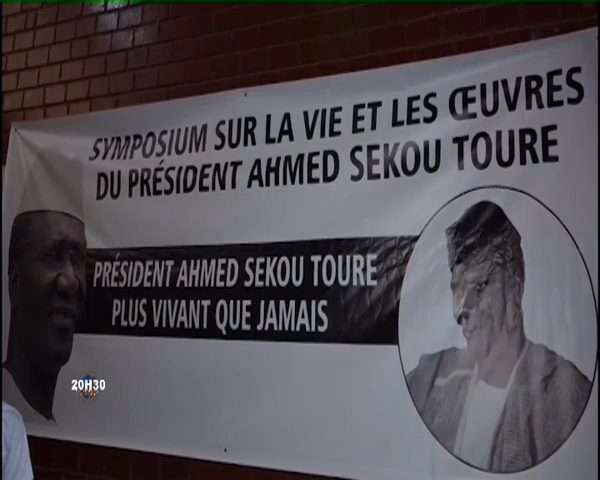 SYMPOSIUM SUR LA VIE ET LES ŒUVRES
DU PRÉSIDENT AHMED SEKOU TOURE
PRÉSIDENT AHMED SEKOU TOURE
PLUS VIVANT QUE JAMAIS
20H30